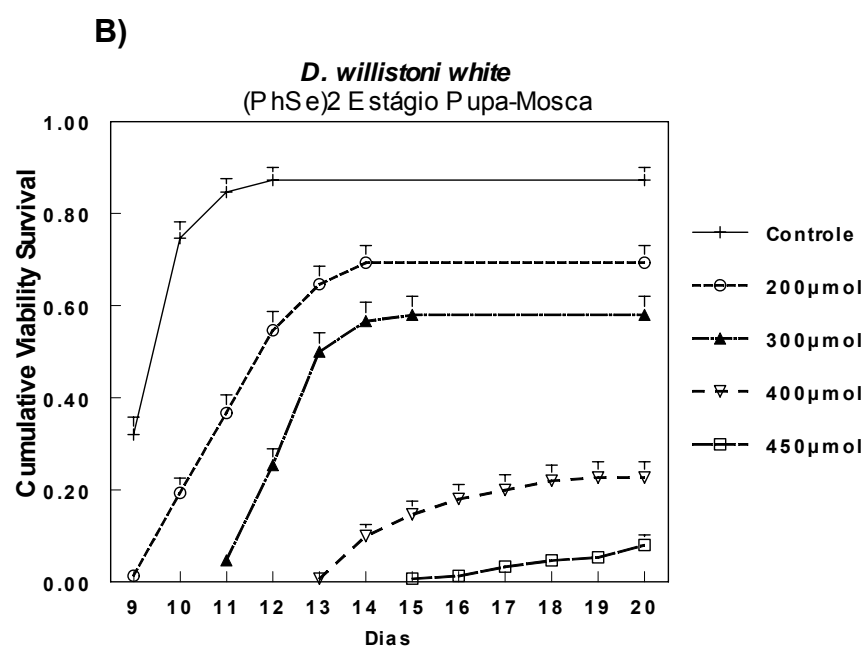 B)
D. willistoni white
(PhSe)2 Estágio Pupa-Mosca
Cumulative Viability Survival
1.00
0.80
0.60
0.40
0.20
0.00
9 10 11 12 13 14 15 16 17 18 19 20
Dias
Controle
200µmol
300µmol
400µmol
450µmol